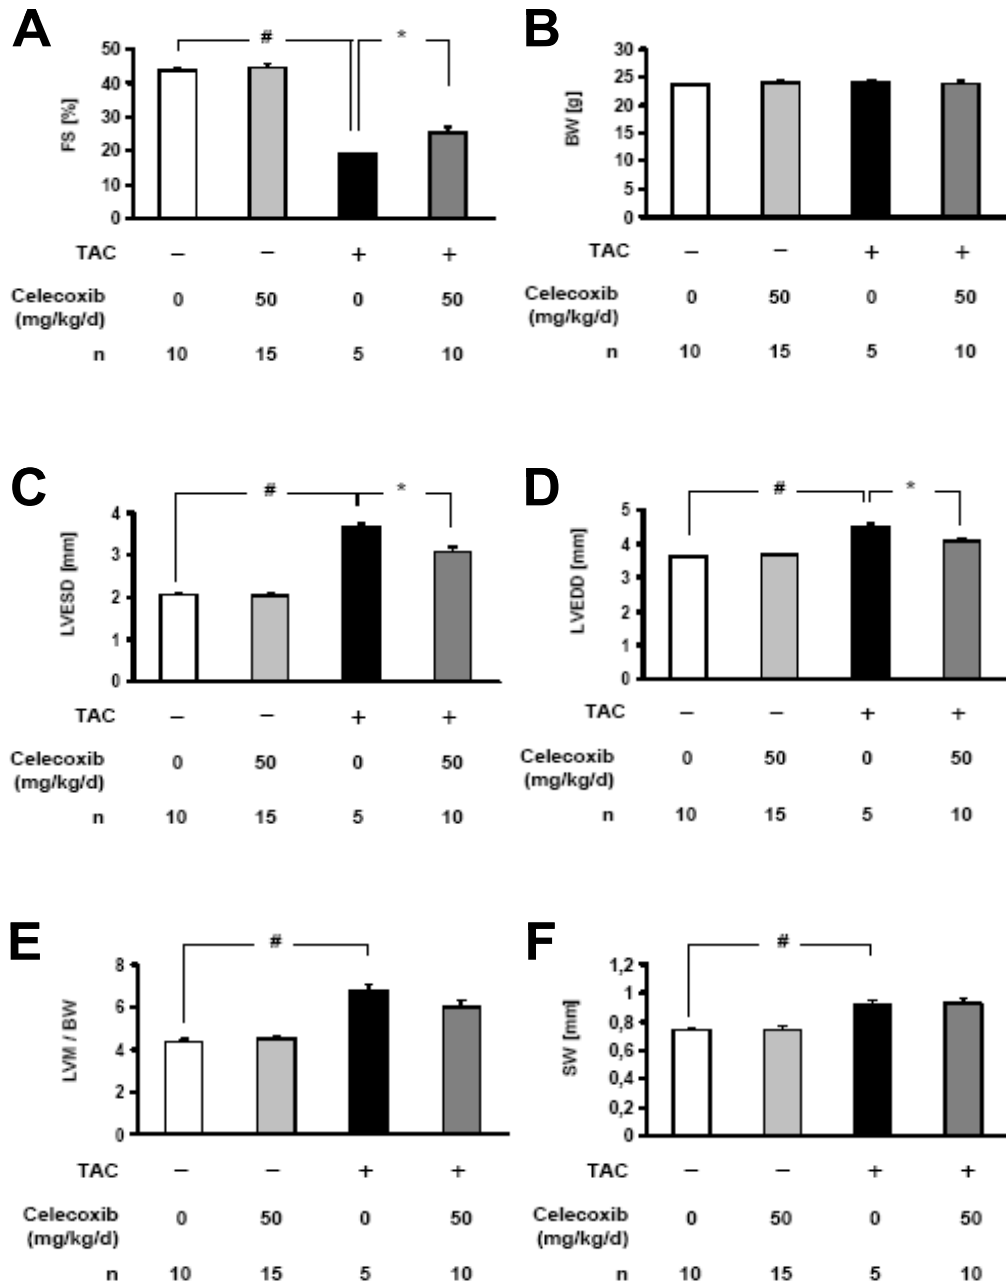 A
B
# *
FS [%]
50
40
30
20
10
0
TAC – – + +
Celecoxib
(mg/kg/d) 0 50 0 50
n 10 15 5 10
BW [g]
30
25
20
15
10
5
0
TAC – – + +
Celecoxib
(mg/kg/d) 0 50 0 50
n 10 15 5 10
C
D
# *
LVESD [mm]
4
3
2
1
0
TAC – – + +
Celecoxib
(mg/kg/d) 0 50 0 50
n 10 15 5 10
# *
LVEDD [mm]
5
4
3
2
1
0
TAC – – + +
Celecoxib
(mg/kg/d) 0 50 0 50
n 10 15 5 10
E
F
#
LVM / BW
8
6
4
2
0
TAC – – + +
Celecoxib
(mg/kg/d) 0 50 0 50
n 10 15 5 10
#
SW [mm]
1,2
1
0,8
0,6
0,4
0,2
0
TAC – – + +
Celecoxib
(mg/kg/d) 0 50 0 50
n 10 15 5 10